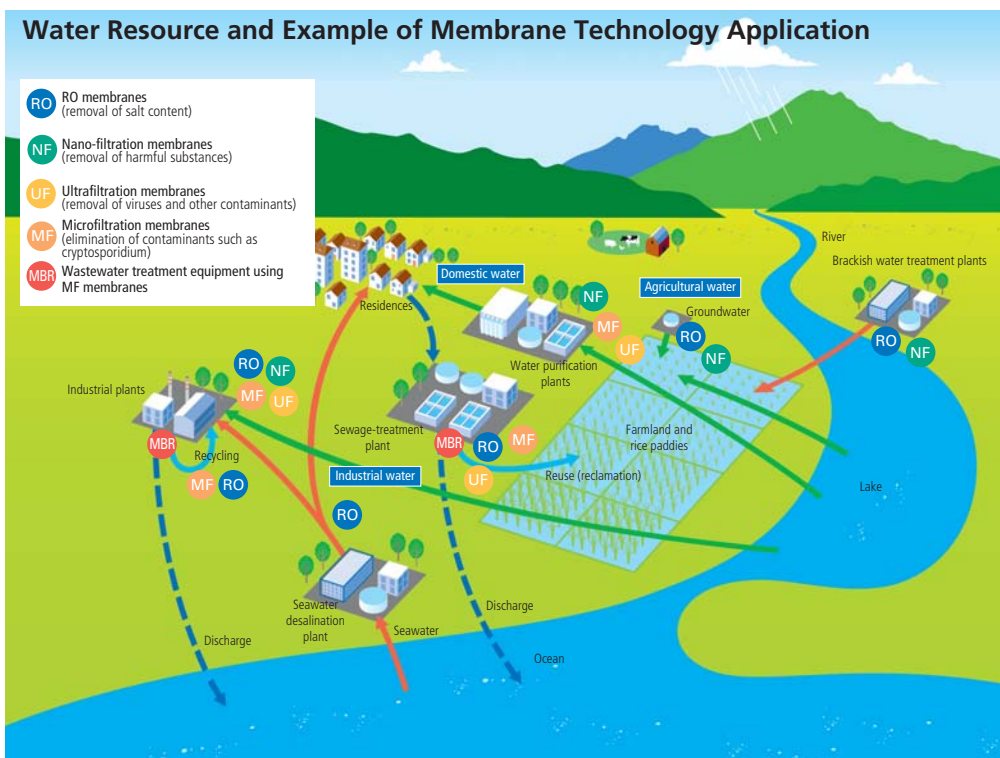 Water Resource and Example of Membrane Technology Application
RO
RO membranes
(removal of salt content)
NF
Nano-filtration membranes
(removal of harmful substances)
UF
Ultrafiltration membranes
(removal of viruses and other contaminants)
MF
Microfiltration membranes
(elimination of contaminants such as
cryptosporidium)
MBR
Wastewater treatment equipment using
MF membranes
River
Brackish water treatment plants
RO
NF
Domestic water
Agricultural water
Residences
NF
MF
UF
Water purification
plants
Groundwater
RO
NF
Industrial plants
RO
NF
MF
UF
MBR
Recycling
MF
RO
Sewage-treatment
plant
MBR
RO
MF
UF
Reuse (reclamation)
Farmland and
rice paddies
Industrial water
Lake
RO
Seawater
desalination
plant
Seawater
Discharge
Discharge
Ocean